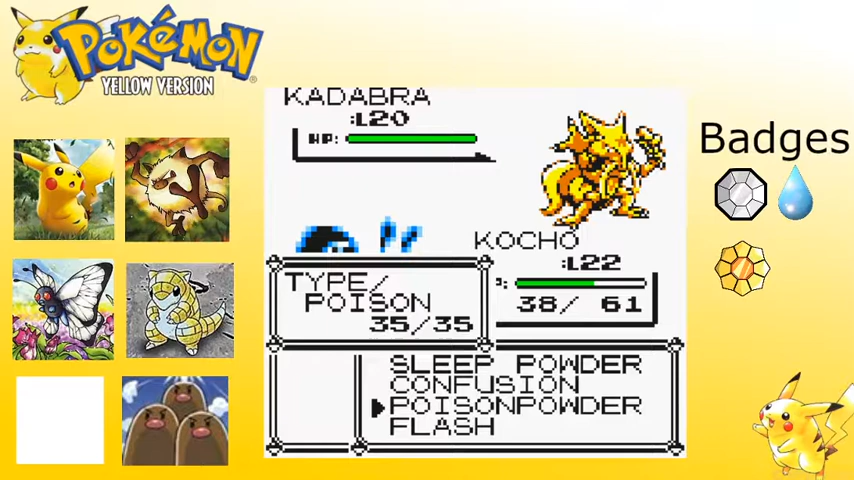 POKéMON
YELLOW VERSION
KADABRA
:L20
HP:
KOCHO
:L22
38/ 61
TYPE/
POISON
35/35
SLEEP POWDER
CONFUSION
POISONPOWDER
FLASH
Badges